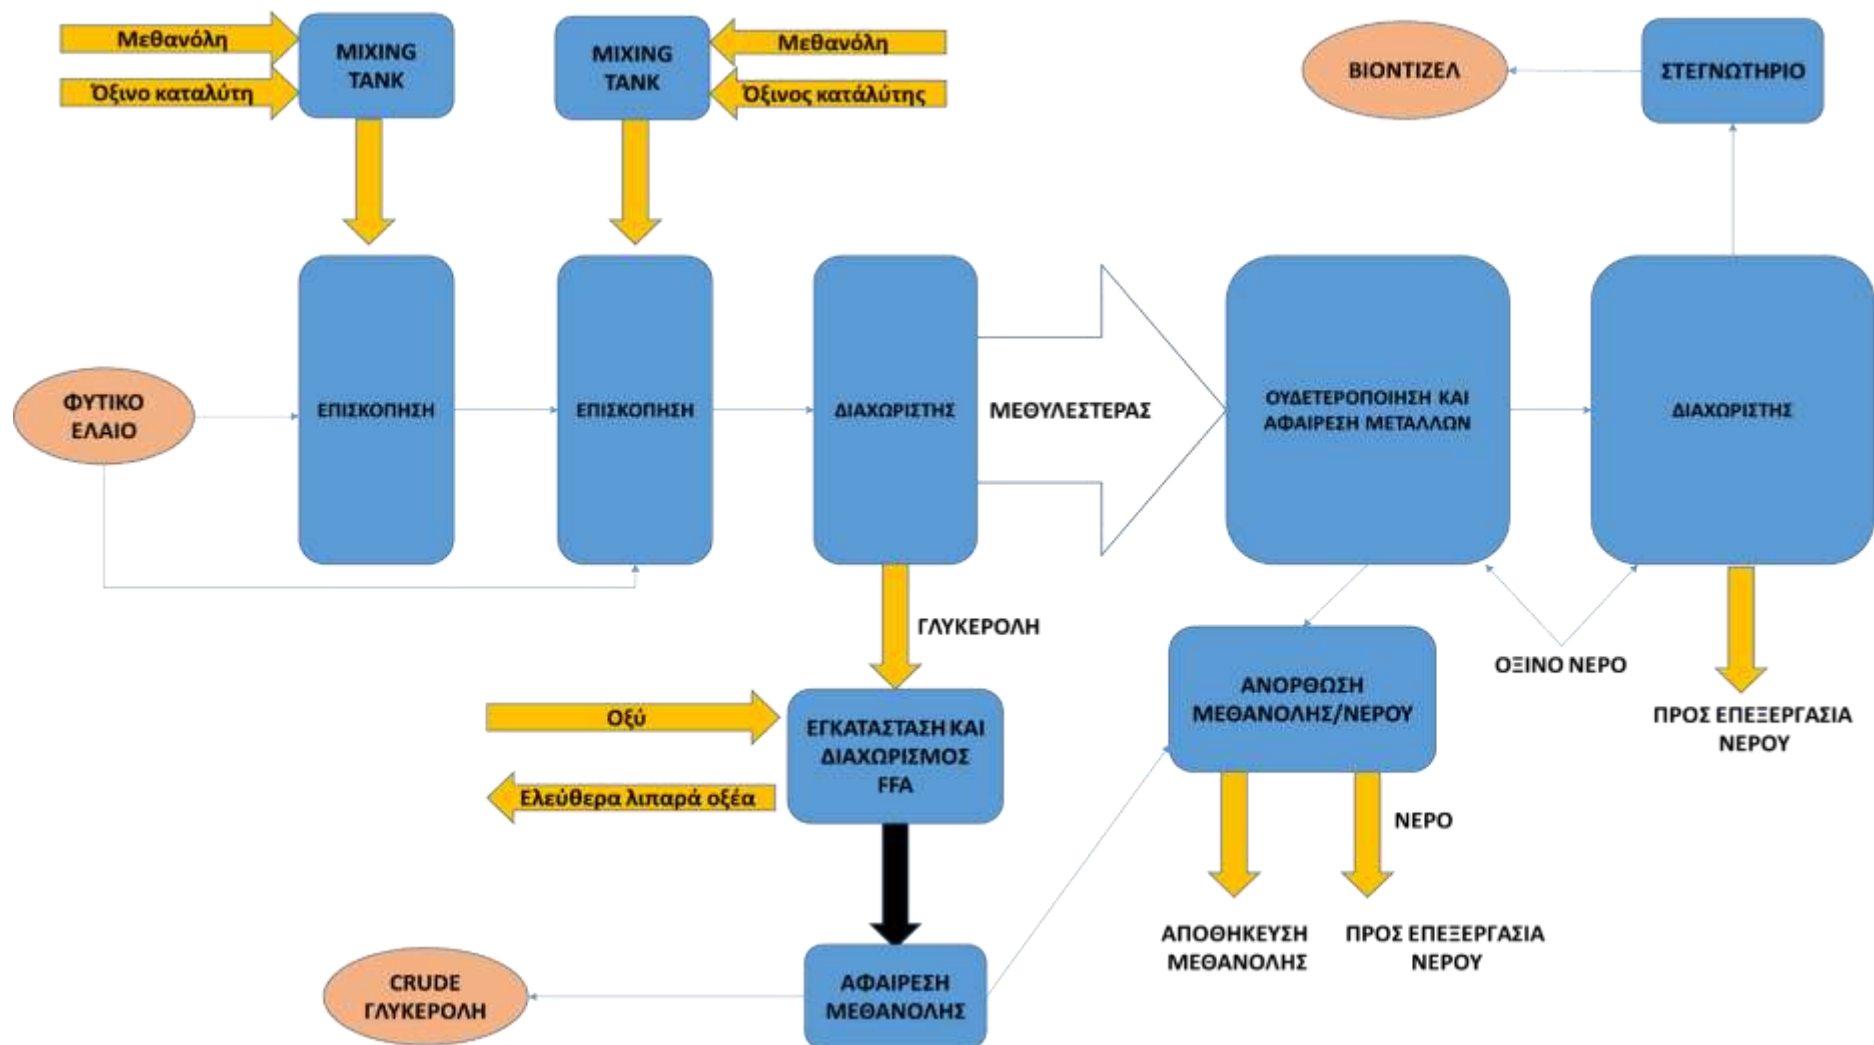 Μεθανόλη
Όξινο καταλύτη
MIXING
TANK
MIXING
TANK
Μεθανόλη
Όξινος κατάλύτης
ΒΙΟΝΤΙΖΕΛ
ΣΤΕΓΝΩΤΗΡΙΟ
ΦΥΤΙΚΟ
ΕΛΑΙΟ
ΕΠΙΣΚΟΠΗΣΗ
ΕΠΙΣΚΟΠΗΣΗ
ΔΙΑΧΩΡΙΣΤΗΣ
ΜΕΘΥΛΕΣΤΕΡΑΣ
ΟΥΔΕΤΕΡΟΠΟΙΗΣΗ ΚΑΙ
ΑΦΑΙΡΕΣΗ ΜΕΤΑΛΛΩΝ
ΔΙΑΧΩΡΙΣΤΗΣ
ΓΛΥΚΕΡΟΛΗ
ΟΞΙΝΟ ΝΕΡΟ
Οξύ
Ελεύθερα λιπαρά οξέα
ΕΓΚΑΤΑΣΤΑΣΗ ΚΑΙ
ΔΙΑΧΩΡΙΣΜΟΣ
FFA
ΑΝΟΡΘΩΣΗ
ΜΕΘΑΝΟΛΗΣ/ΝΕΡΟΥ
ΠΡΟΣ ΕΠΕΞΕΡΓΑΣΙΑ
ΝΕΡΟΥ
ΝΕΡΟ
ΑΠΟΘΗΚΕΥΣΗ
ΜΕΘΑΝΟΛΗΣ
ΠΡΟΣ ΕΠΕΞΕΡΓΑΣΙΑ
ΝΕΡΟΥ
CRUDE
ΓΛΥΚΕΡΟΛΗ
ΑΦΑΙΡΕΣΗ
ΜΕΘΑΝΟΛΗΣ